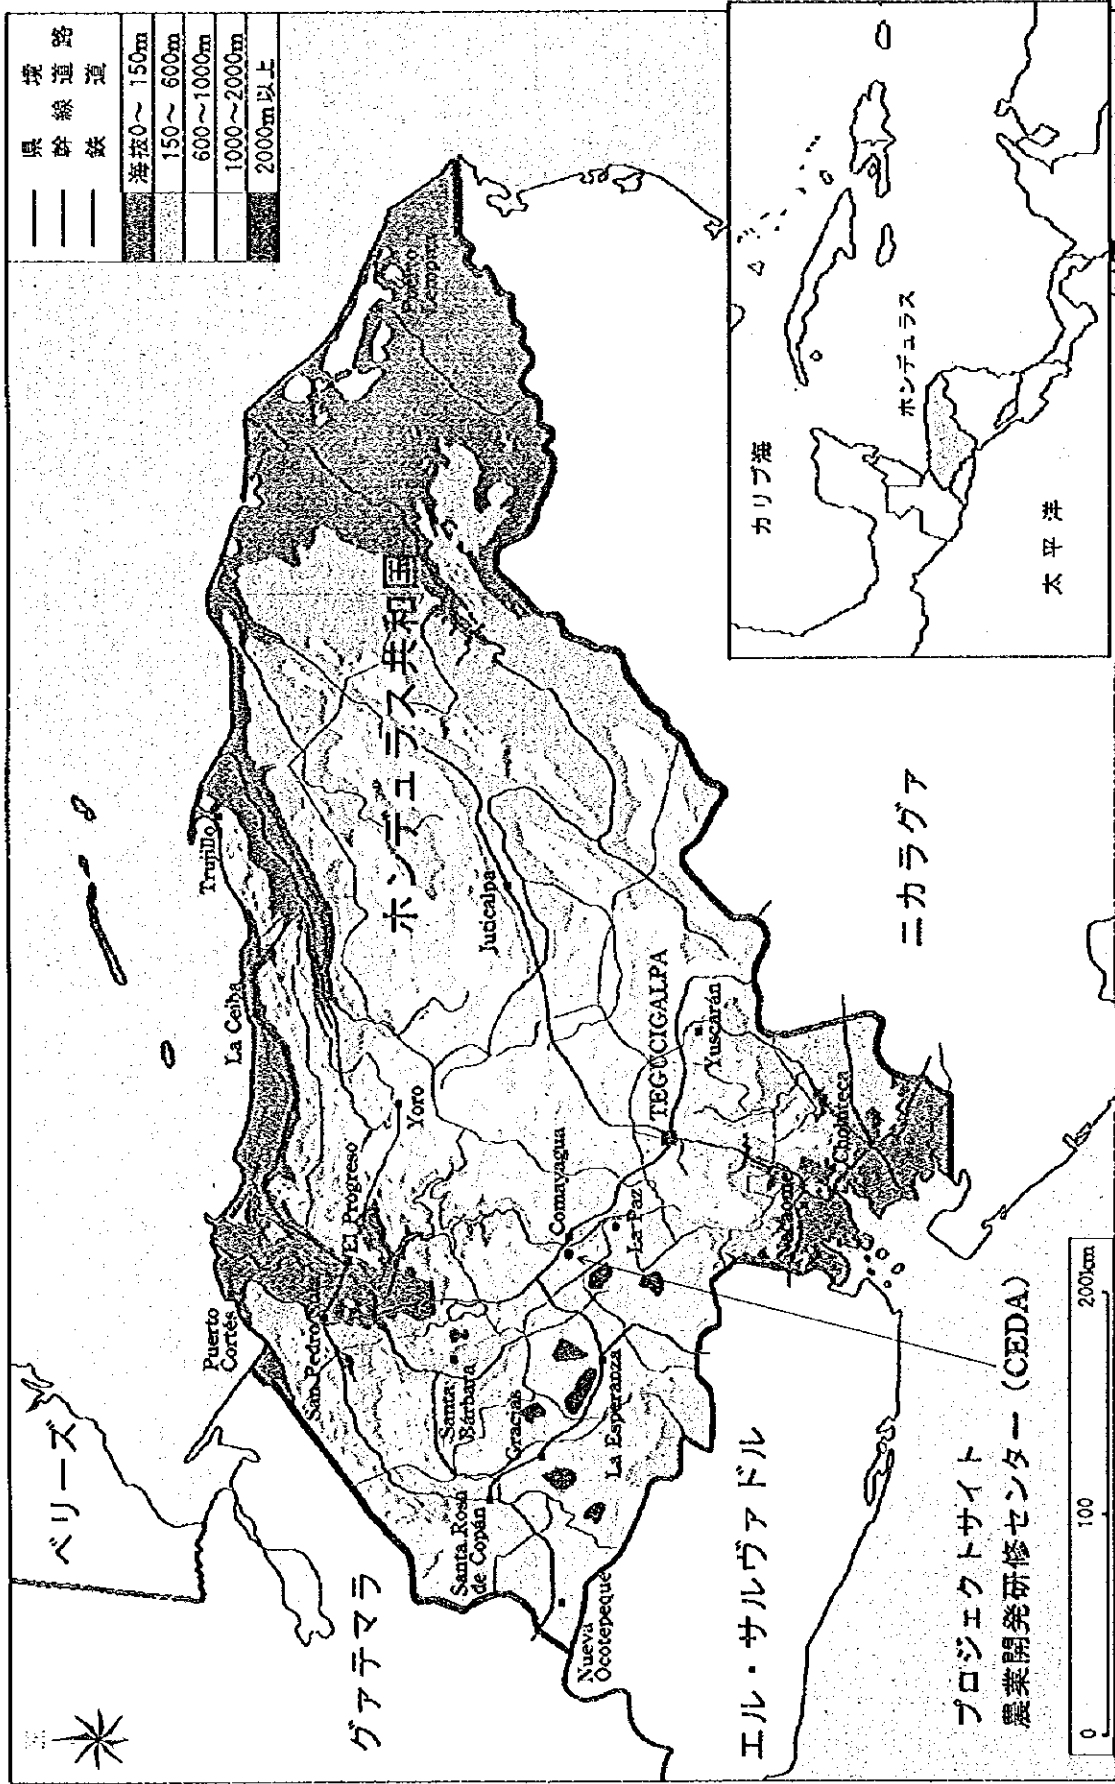 県境
幹線道路
鉄道
海抜0~150m
150~600m
600~1000m
1000~2000m
2000m以上
ベリーズ
グァテマラ
ホンデュラス共和国
エル・サルヴァドル
ニカラグァ
Puerto
Cortés
La Ceiba
Trujillo
Puerto
Lempira
San Pedro Sula
El Progreso
Yoro
Santa
Bárbara
Santa Rosa
de Copán
Gracias
Comayagua
Juticalpa
Nueva
Ocotepeque
La Esperanza
La Paz
TEGUCIGALPA
Yuscarán
Nacaome
Choluteca
プロジェクトサイト
農業開発研修センター(CEDA)
0 100 200km
カリブ海
ホンデュラス
太平洋